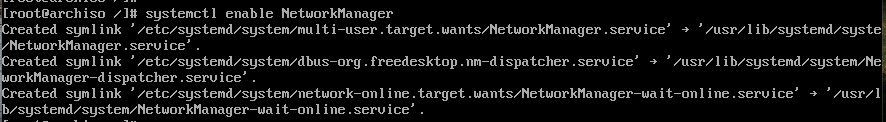 [root@archiso /]# systemctl enable NetworkManager
Created symlink '/etc/systemd/system/multi-user.target.wants/NetworkManager.service' → '/usr/lib/systemd/syste
/NetworkManager.service'.
Created symlink '/etc/systemd/system/dbus-org.freedesktop.nm-dispatcher.service' → '/usr/lib/systemd/system/Ne
workManager-dispatcher.service'.
Created symlink '/etc/systemd/system/network-online.target.wants/NetworkManager-wait-online.service' → '/usr/l
b/systemd/system/NetworkManager-wait-online.service'.